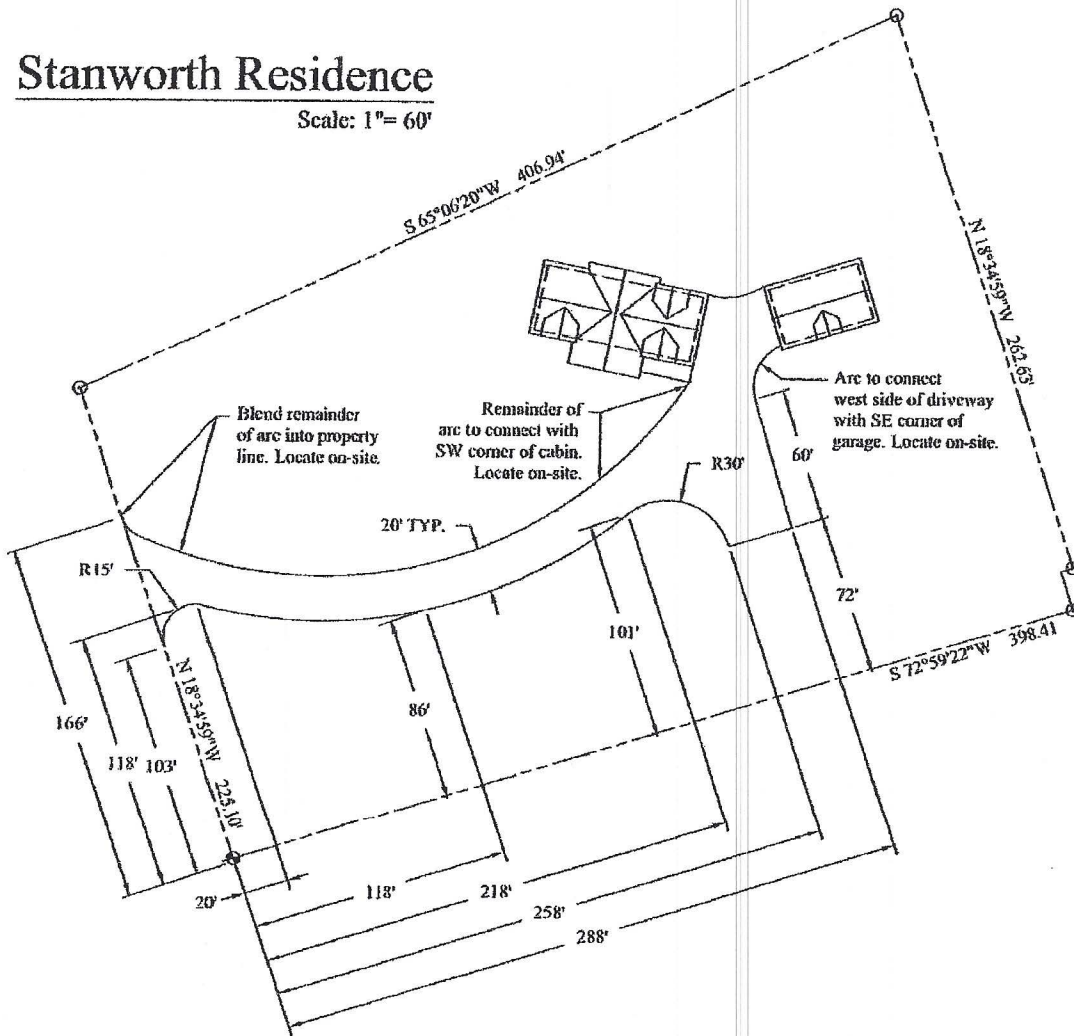 Stanworth Residence
Scale: 1"= 60'
S 65°06'20"W 406.94'
N 18°34'59"W 262.63'
Blend remainder
of arc into property
line. Locate on-site.
Remainder of
arc to connect with
SW corner of cabin.
Locate on-site.
Arc to connect
west side of driveway
with SE corner of
garage. Locate on-site.
R30'
60'
20' TYP.
R15'
72'
101'
S 72°59'22"W 398.41
86'
N 18°34'59"W 225.10'
166'
118'
103'
20'
118'
218'
258'
288'